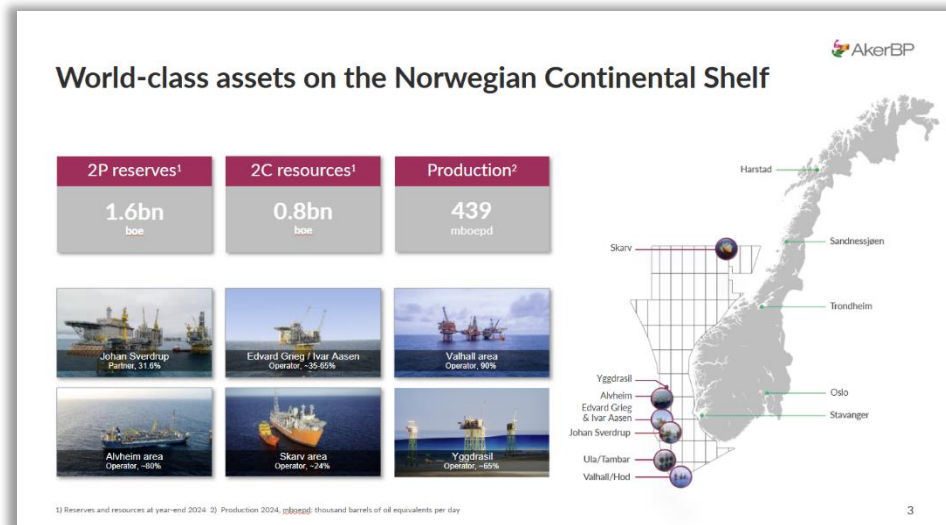 AkerBP
World-class assets on the Norwegian Continental Shelf
2P reserves¹
1.6bn
boe
2C resources¹
0.8bn
boe
Production²
439
mboepd
Johan Sverdrup
Partner, 31.6%
Edvard Grieg / Ivar Aasen
Operator, ~35-65%
Valhall area
Operator, 90%
Alvheim area
Operator, ~80%
Skarv area
Operator, ~24%
Yggdrasil
Operator, ~65%
Harstad
Skarv
Sandnessjøen
Trondheim
Yggdrasil
Alvheim
Edvard Grieg
& Ivar Aasen
Johan Sverdrup
Ula/Tambar
Valhall/Hod
Oslo
Stavanger
1) Reserves and resources at year-end 2024 2) Production 2024, mboepd: thousand barrels of oil equivalents per day
3